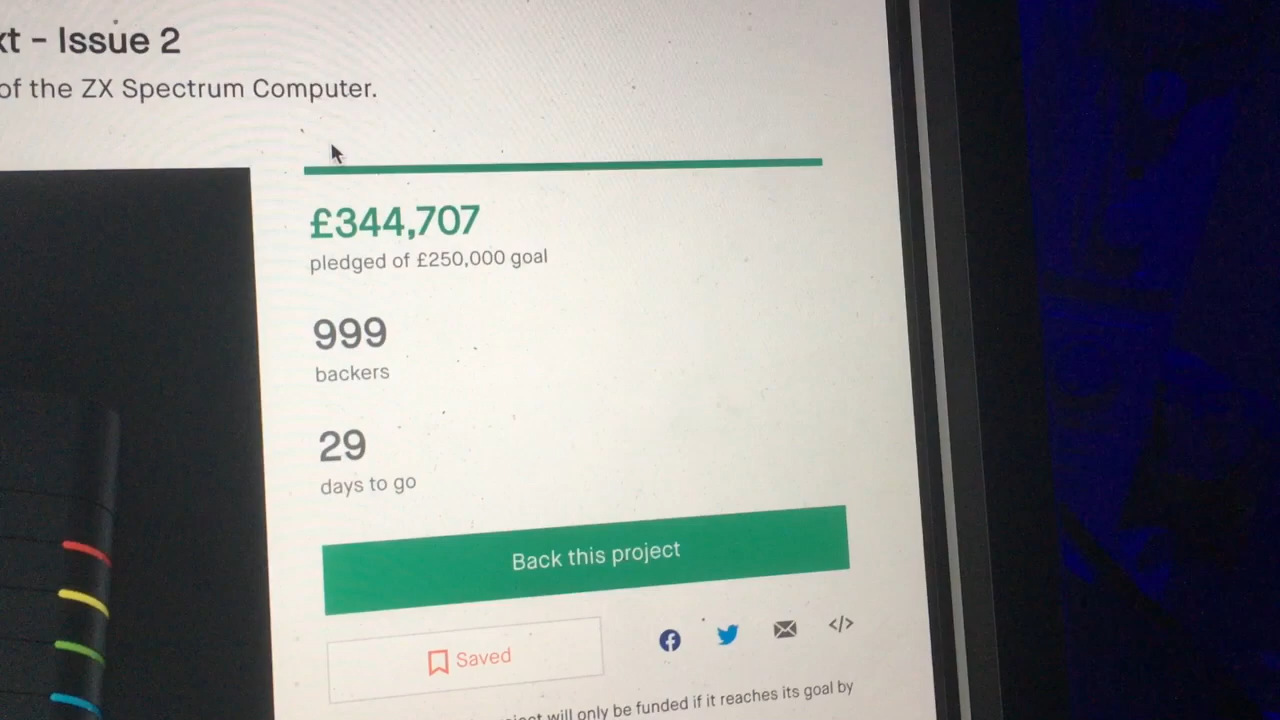 xt - Issue 2
of the ZX Spectrum Computer.
£344,707
pledged of £250,000 goal
999
backers
29
days to go
Back this project
Saved
will only be funded if it reaches its goal by